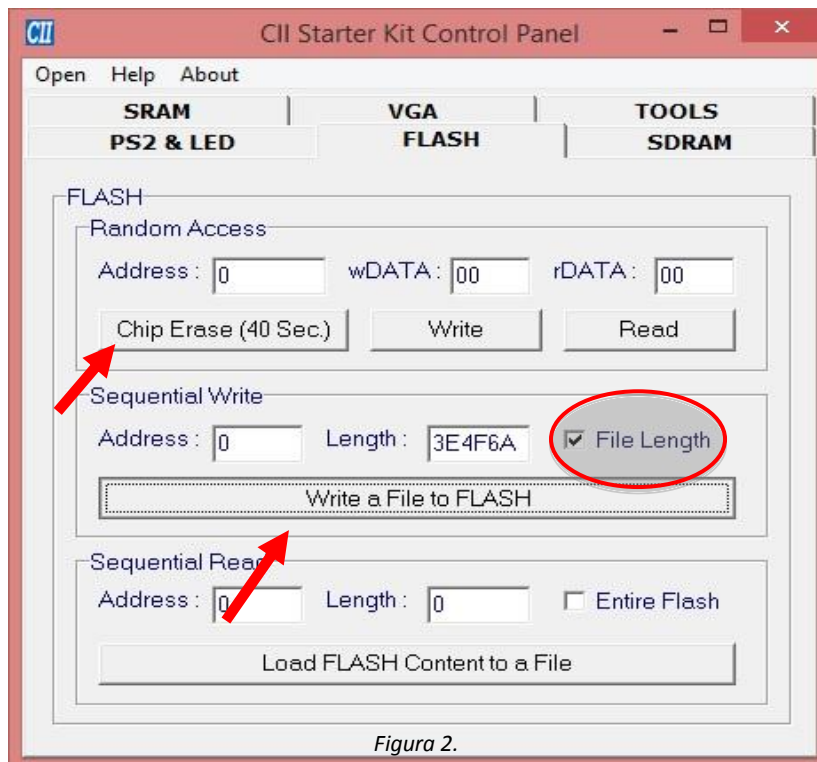 CII CII Starter Kit Control Panel
Open Help About
SRAM VGA TOOLS
PS2 & LED FLASH SDRAM
FLASH
Random Access
Address : 0 wDATA : 00 rDATA : 00
Chip Erase (40 Sec.) Write Read
Sequential Write
Address : 0 Length : 3E4F6A File Length
Write a File to FLASH
Sequential Read
Address : 0 Length : 0 Entire Flash
Load FLASH Content to a File
Figura 2.